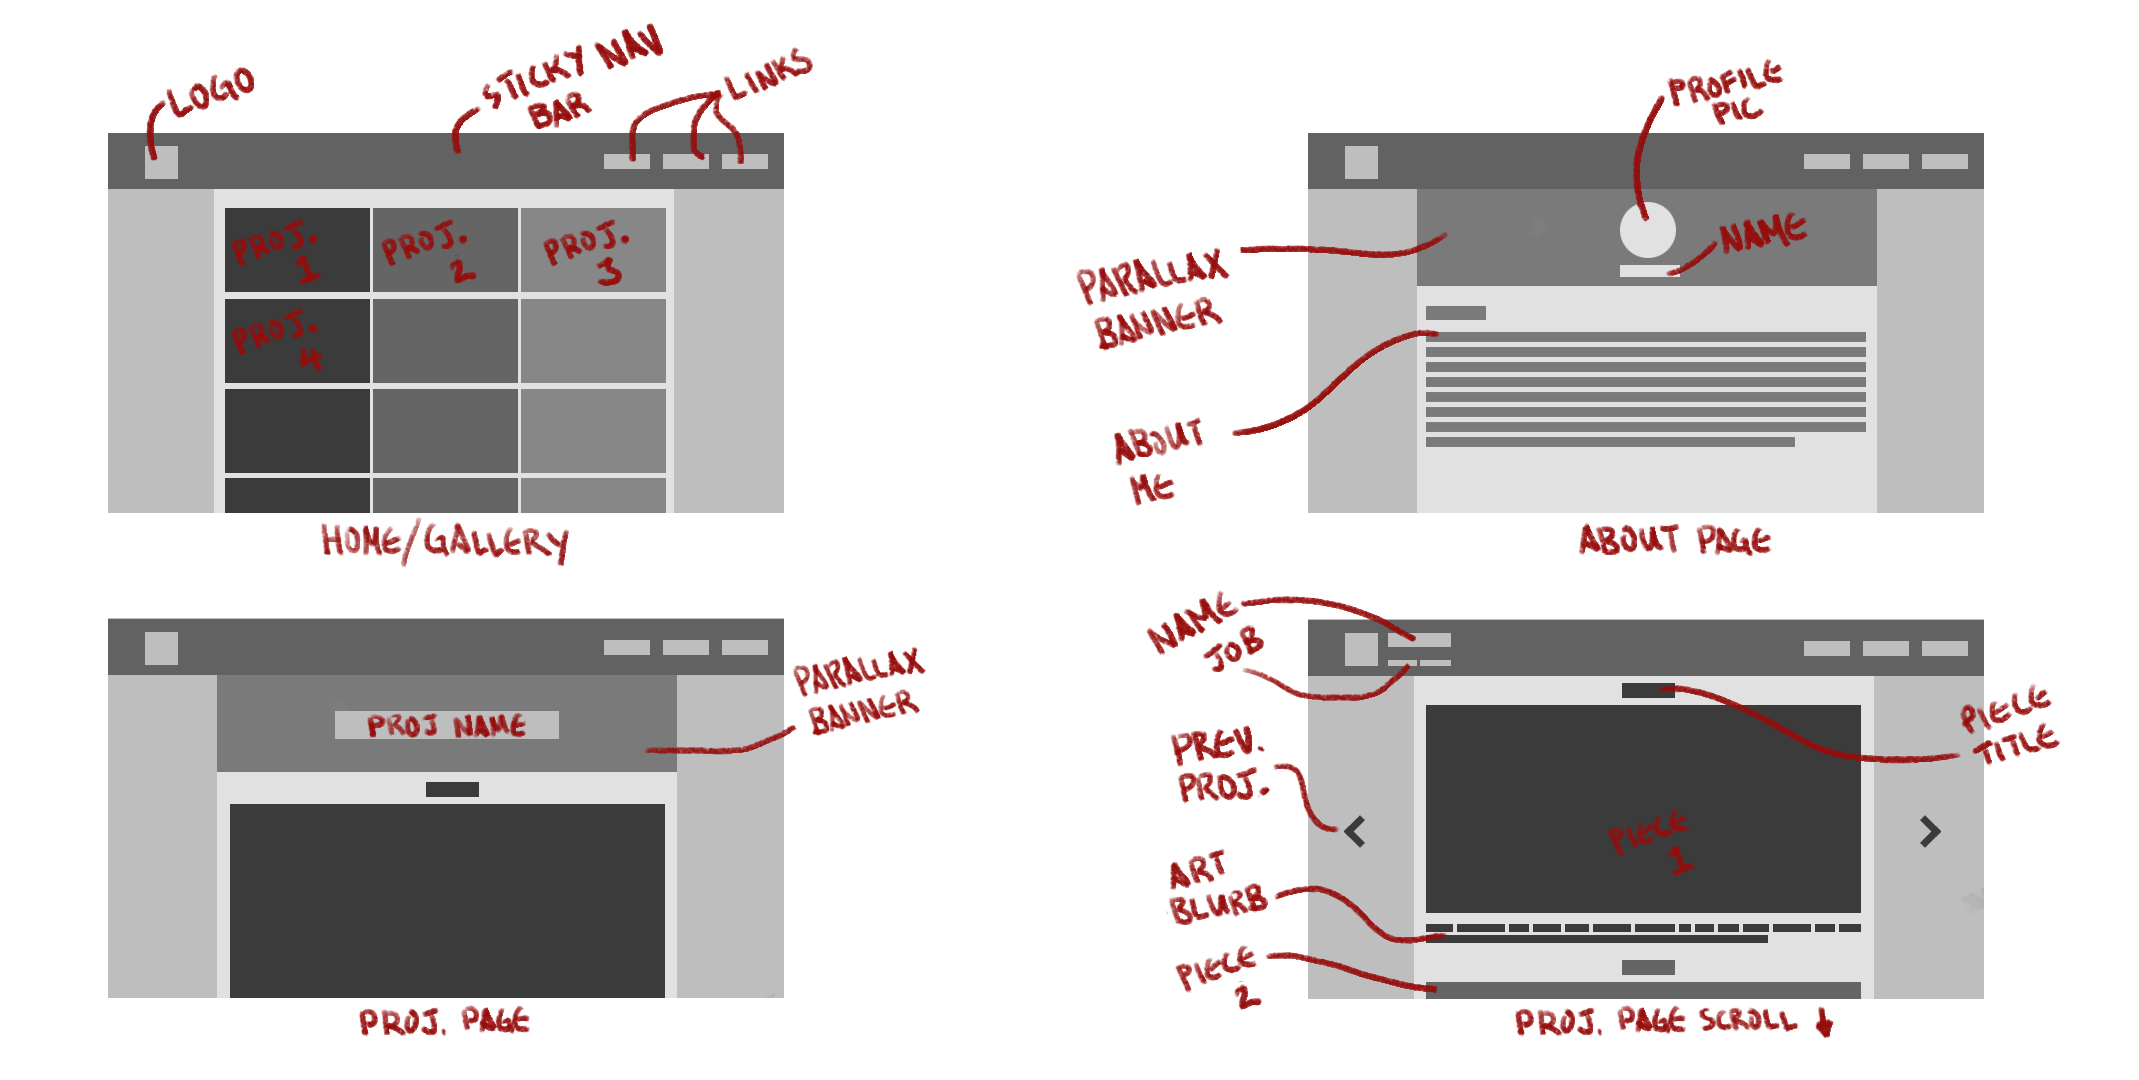 LOGO
STICKY NAV
BAR
LINKS
PROJ.
1
PROJ.
2
PROJ.
3
PROJ.
4
HOME/GALLERY
PROFILE
PIC
NAME
PARALLAX
BANNER
ABOUT
ME
ABOUT PAGE
PROJ NAME
PARALLAX
BANNER
PROJ. PAGE
NAME
JOB
PREV.
PROJ.
PIECE
TITLE
PIECE
1
ART
BLURB
PIECE
2
PROJ. PAGE SCROLL ↓